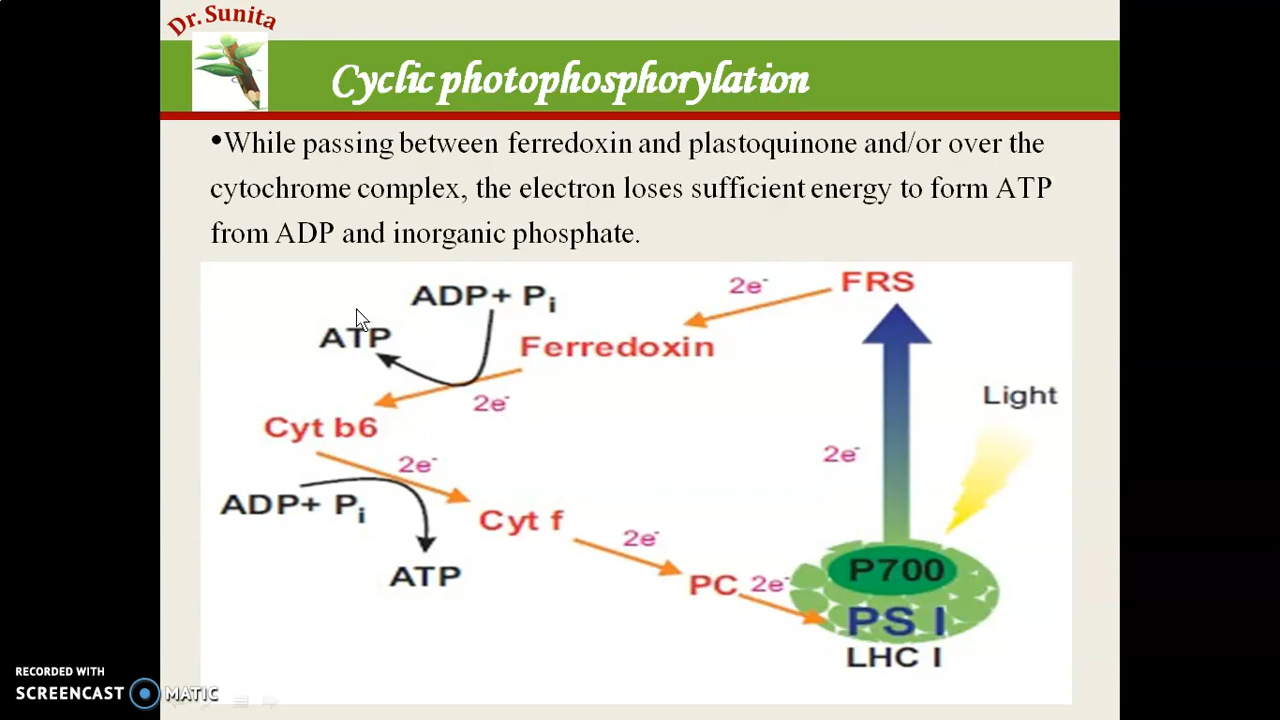 Dr. Sunita
Cyclic photophosphorylation
•While passing between ferredoxin and plastoquinone and/or over the
cytochrome complex, the electron loses sufficient energy to form ATP
from ADP and inorganic phosphate.
ADP+ Pi
2e-
FRS
ATP
Ferredoxin
2e-
Light
Cyt b6
2e-
2e-
ADP+ Pi
Cyt f
2e-
ATP
PC
2e-
P700
PS I
LHC I
RECORDED WITH
SCREENCAST MATIC